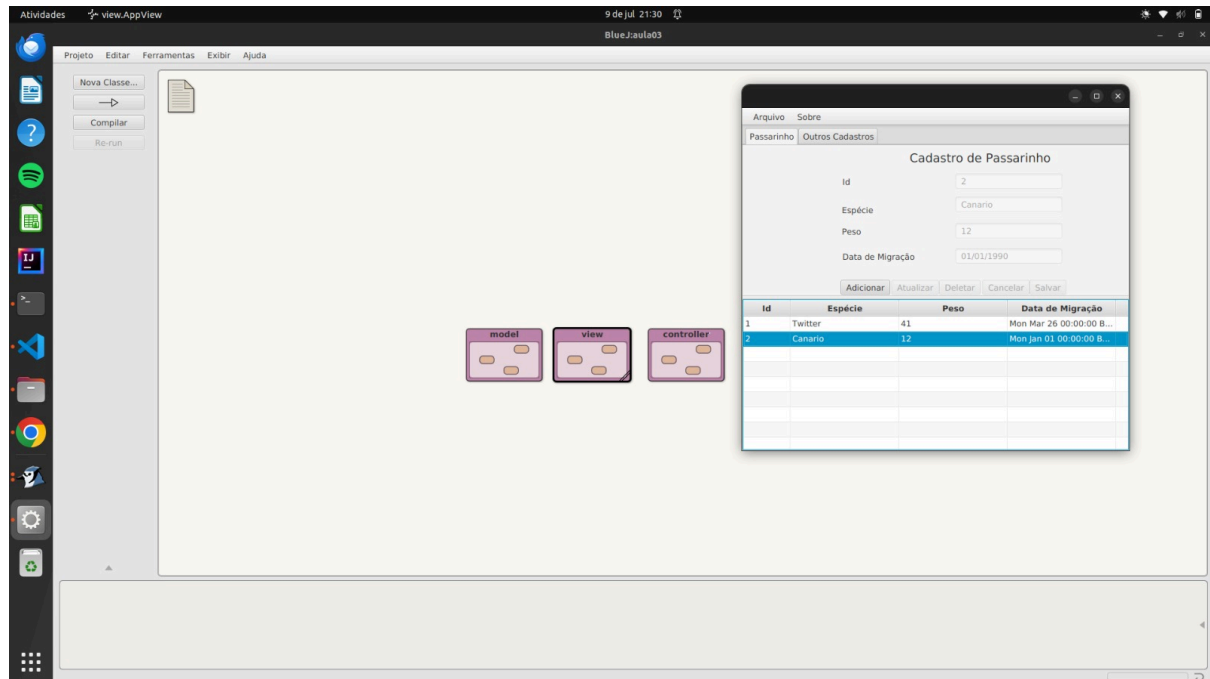 Atividades view.AppView 9 de jul 21:30
BlueJ:aula03
Projeto Editar Ferramentas Exibir Ajuda
Nova Classe...
Compilar
Re-run
model view controller
Arquivo Sobre
Passarinho Outros Cadastros
Cadastro de Passarinho
Id 2
Espécie Canario
Peso 12
Data de Migração 01/01/1990
Adicionar Atualizar Deletar Cancelar Salvar
Id Espécie Peso Data de Migração
1 Twitter 41 Mon Mar 26 00:00:00 B...
2 Canario 12 Mon Jan 01 00:00:00 B...